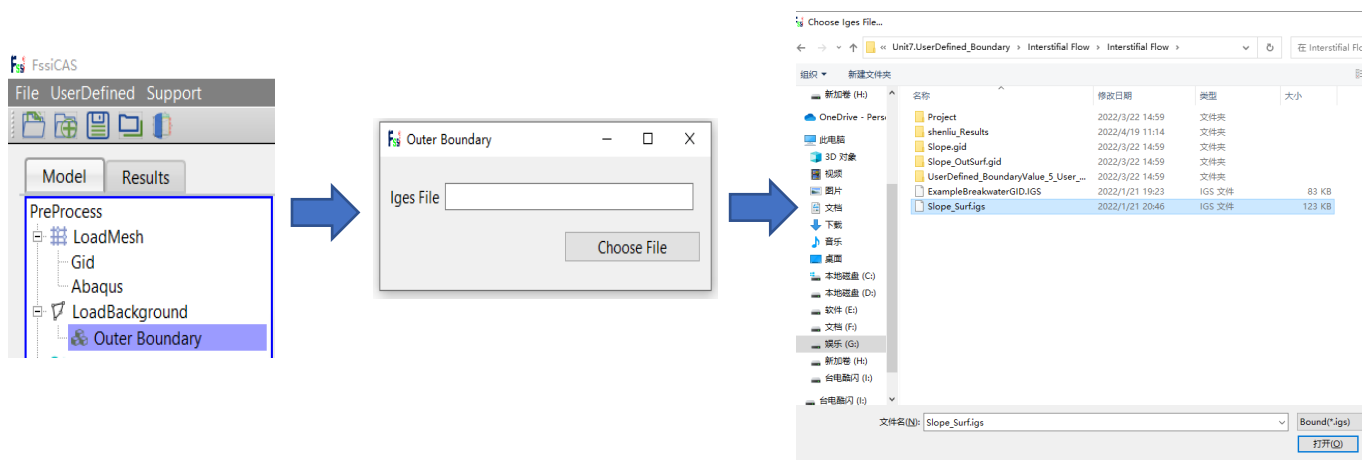 FssiCAS
File UserDefined Support
Model Results
PreProcess
LoadMesh
Gid
Abaqus
LoadBackground
Outer Boundary
Outer Boundary
Iges File
Choose File
Choose Iges File...
« Unit7.UserDefined_Boundary › Interstifial Flow › Interstifial Flow ›
在 Interstifial Flo
组织 新建文件夹
新加卷 (H:)
OneDrive - Pers
此电脑
3D 对象
视频
图片
文档
下载
音乐
桌面
本地磁盘 (C:)
本地磁盘 (D:)
软件 (E:)
文档 (F:)
娱乐 (G:)
新加卷 (H:)
台电酷闪 (I:)
台电酷闪 (I:)
名称 修改日期 类型 大小
Project 2022/3/22 14:59 文件夹
shenliu_Results 2022/4/19 11:14 文件夹
Slope.gid 2022/3/22 14:59 文件夹
Slope_OutSurf.gid 2022/3/22 14:59 文件夹
UserDefined_BoundaryValue_5_User_... 2022/3/22 14:59 文件夹
ExampleBreakwaterGID.IGS 2022/1/21 19:23 IGS 文件 83 KB
Slope_Surf.igs 2022/1/21 20:46 IGS 文件 123 KB
文件名(N): Slope_Surf.igs
Bound(*.igs)
打开(O)